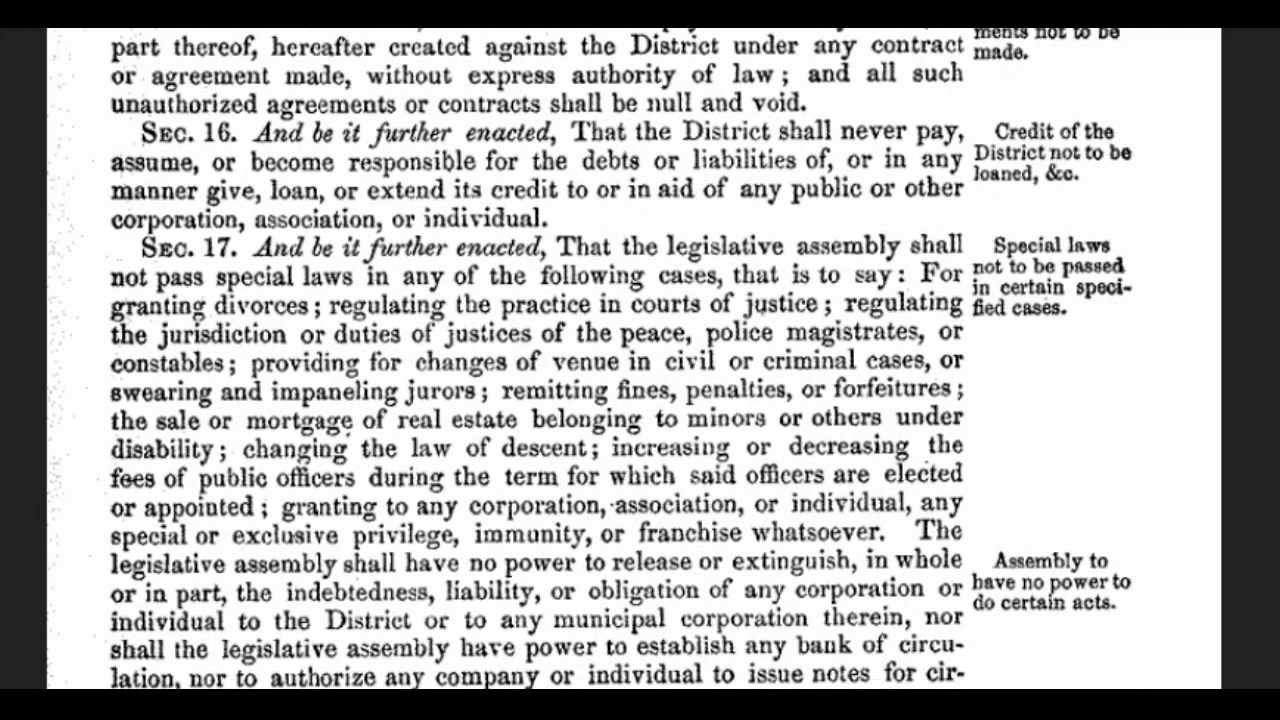 part thereof, hereafter created against the District under any contract
or agreement made, without express authority of law; and all such
unauthorized agreements or contracts shall be null and void.
SEC. 16. And be it further enacted, That the District shall never pay,
assume, or become responsible for the debts or liabilities of, or in any
manner give, loan, or extend its credit to or in aid of any public or other
corporation, association, or individual.
SEC. 17. And be it further enacted, That the legislative assembly shall
not pass special laws in any of the following cases, that is to say: For
granting divorces; regulating the practice in courts of justice; regulating
the jurisdiction or duties of justices of the peace, police magistrates, or
constables; providing for changes of venue in civil or criminal cases, or
swearing and impaneling jurors; remitting fines, penalties, or forfeitures;
the sale or mortgage of real estate belonging to minors or others under
disability; changing the law of descent; increasing or decreasing the
fees of public officers during the term for which said officers are elected
or appointed; granting to any corporation, association, or individual, any
special or exclusive privilege, immunity, or franchise whatsoever. The
legislative assembly shall have no power to release or extinguish, in whole
or in part, the indebtedness, liability, or obligation of any corporation or
individual to the District or to any municipal corporation therein, nor
shall the legislative assembly have power to establish any bank of circu-
lation, nor to authorize any company or individual to issue notes for cir-
ments not to be
made.
Credit of the
District not to be
loaned, &c.
Special laws
not to be passed
in certain speci-
fied cases.
Assembly to
have no power to
do certain acts.